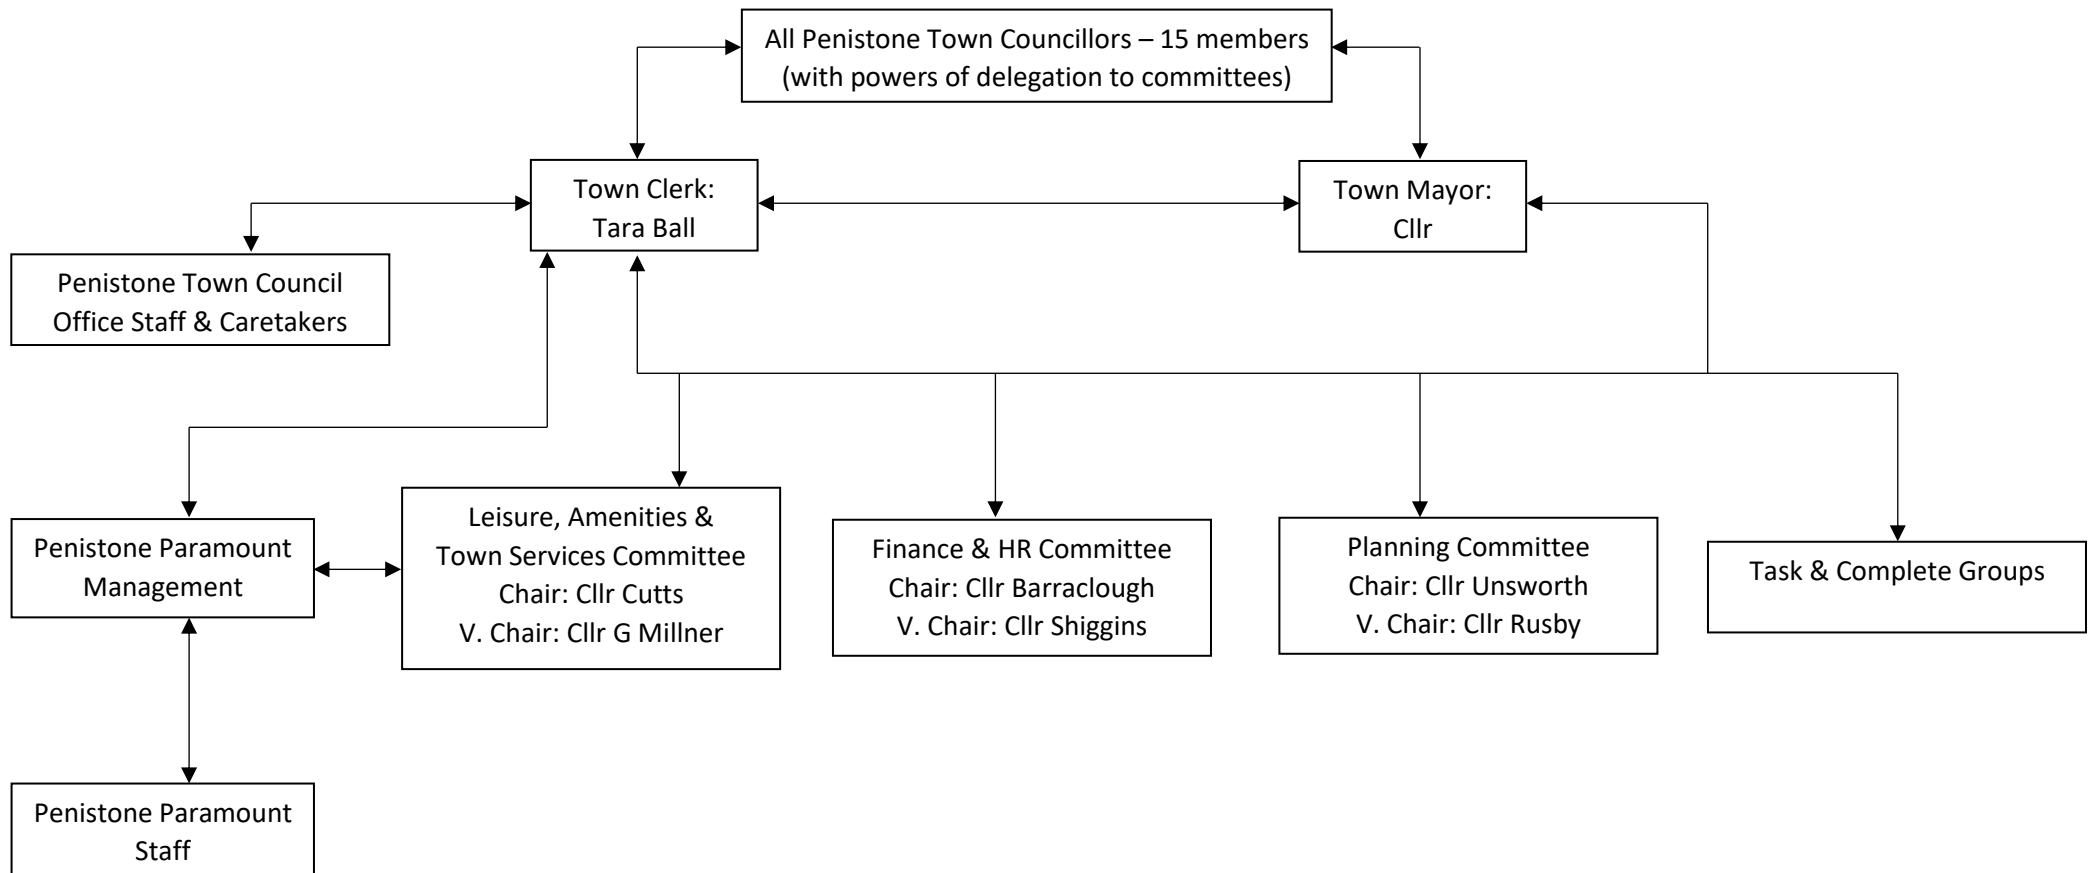 All Penistone Town Councillors – 15 members
(with powers of delegation to committees)
Town Clerk:
Tara Ball
Town Mayor:
Cllr
Penistone Town Council
Office Staff & Caretakers
Penistone Paramount
Management
Leisure, Amenities &
Town Services Committee
Chair: Cllr Cutts
V. Chair: Cllr G Millner
Finance & HR Committee
Chair: Cllr Barraclough
V. Chair: Cllr Shiggins
Planning Committee
Chair: Cllr Unsworth
V. Chair: Cllr Rusby
Task & Complete Groups
Penistone Paramount
Staff